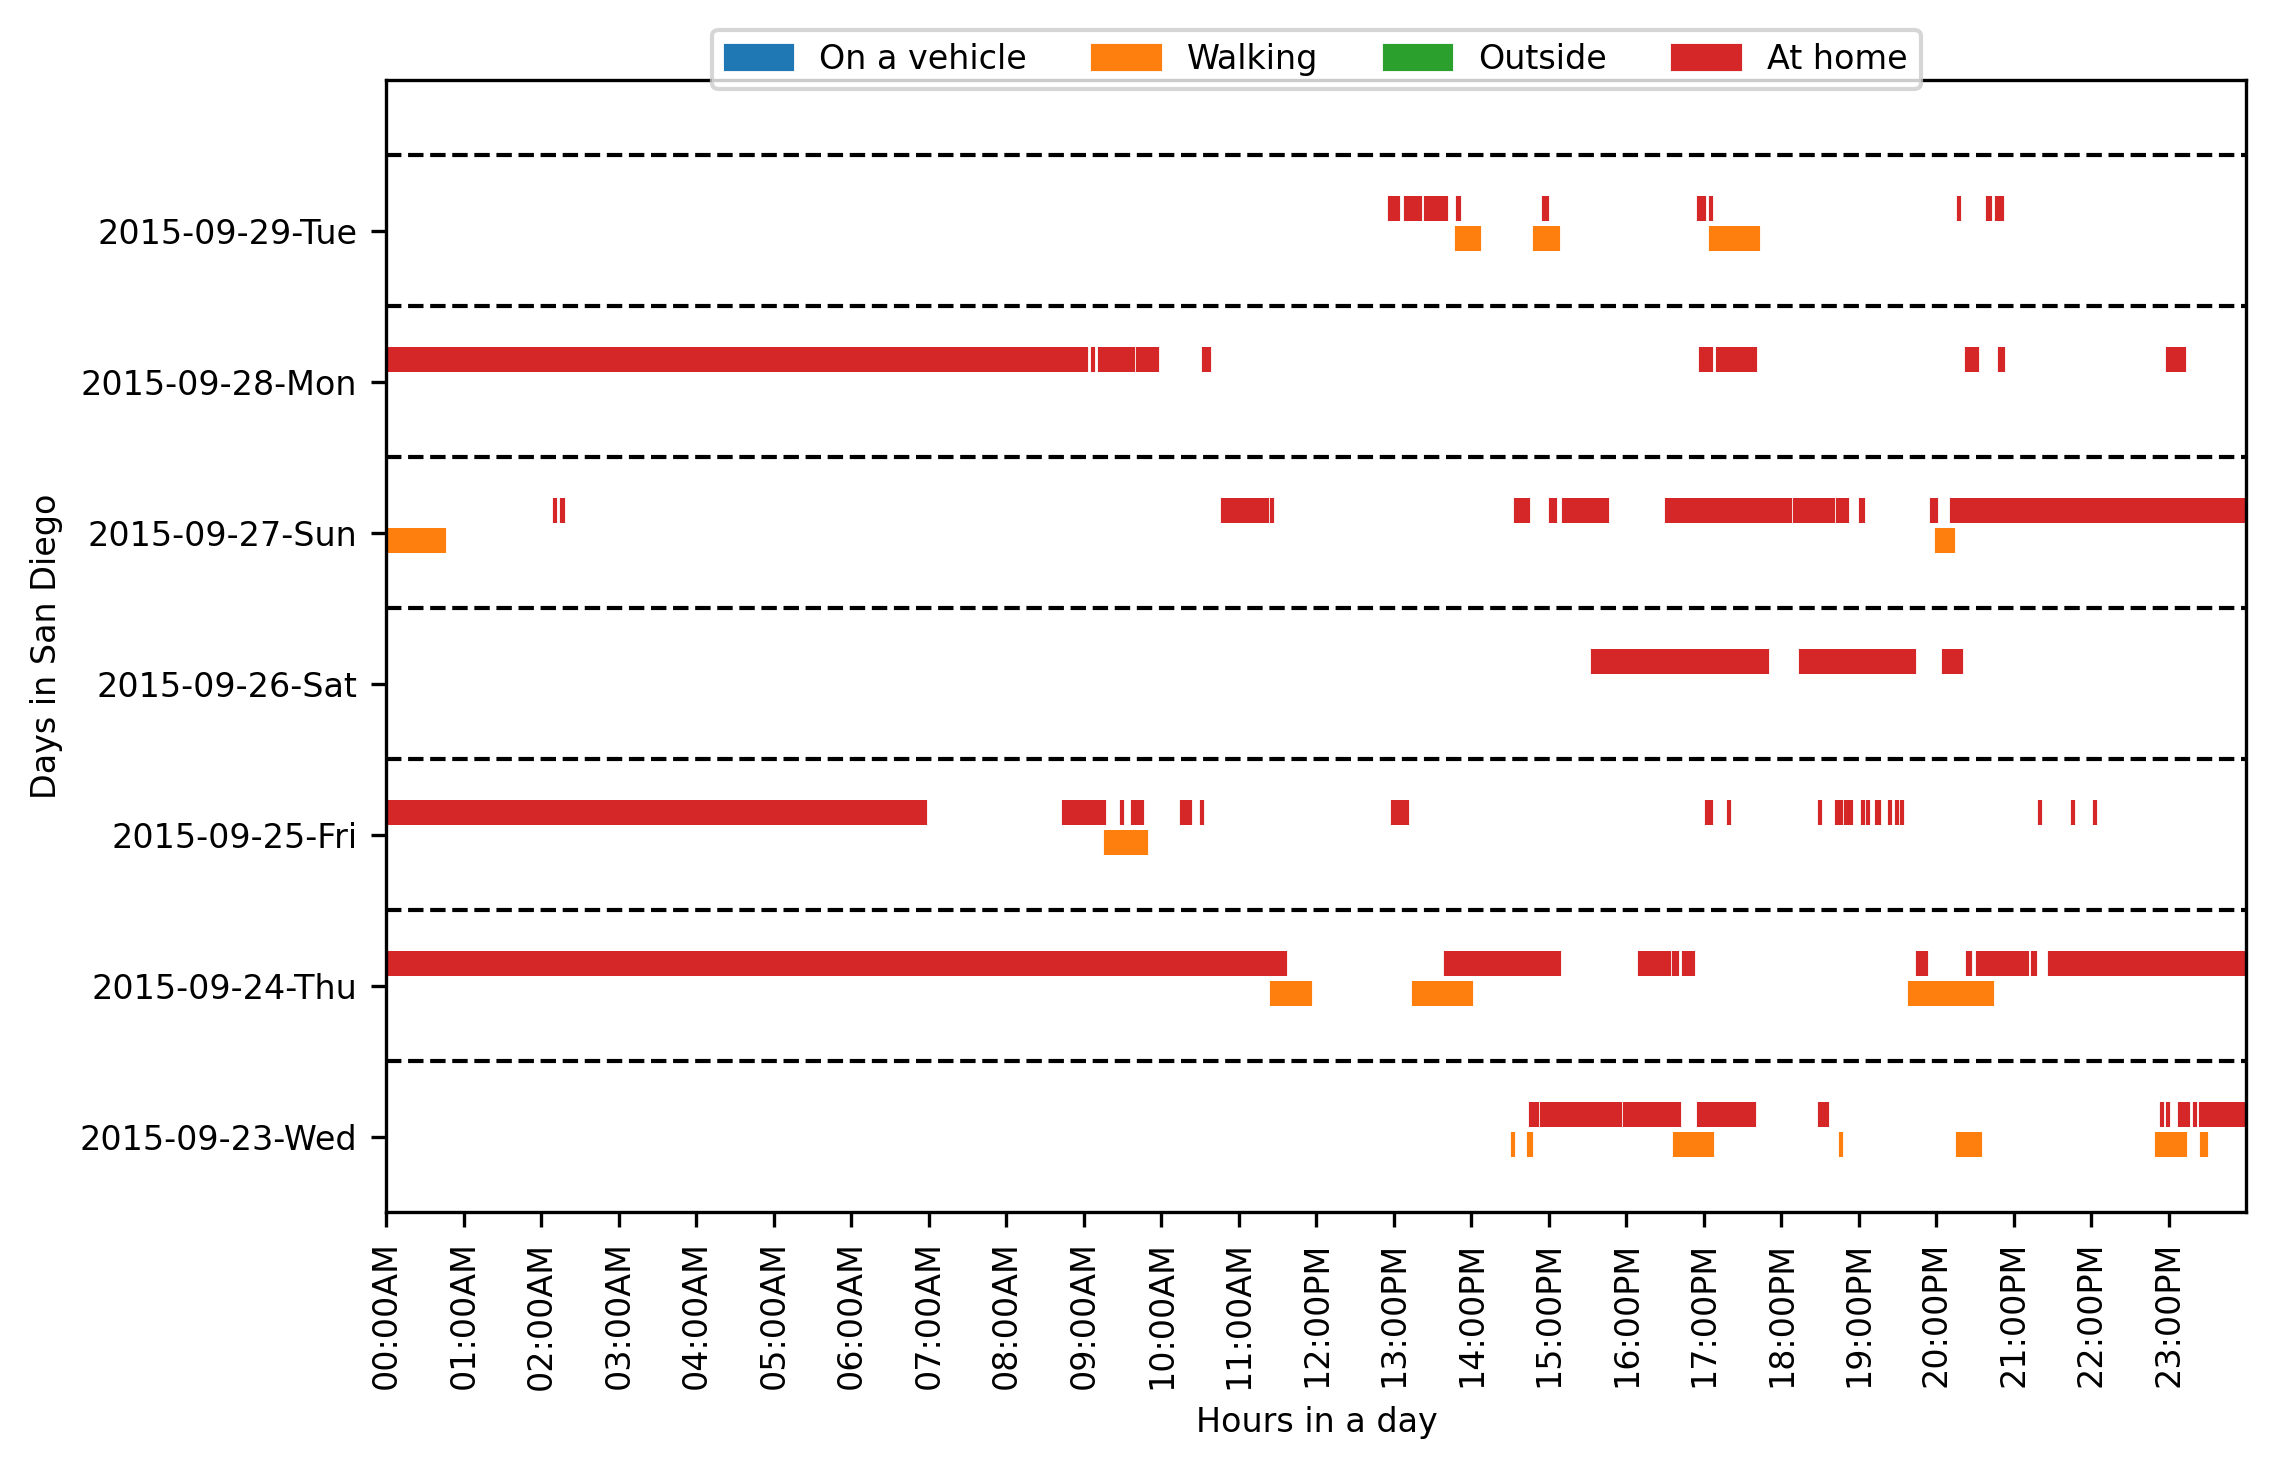 On a vehicle Walking Outside At home
Days in San Diego
2015-09-29-Tue
2015-09-28-Mon
2015-09-27-Sun
2015-09-26-Sat
2015-09-25-Fri
2015-09-24-Thu
2015-09-23-Wed
00:00AM
01:00AM
02:00AM
03:00AM
04:00AM
05:00AM
06:00AM
07:00AM
08:00AM
09:00AM
10:00AM
11:00AM
12:00PM
13:00PM
14:00PM
15:00PM
16:00PM
17:00PM
18:00PM
19:00PM
20:00PM
21:00PM
22:00PM
23:00PM
Hours in a day